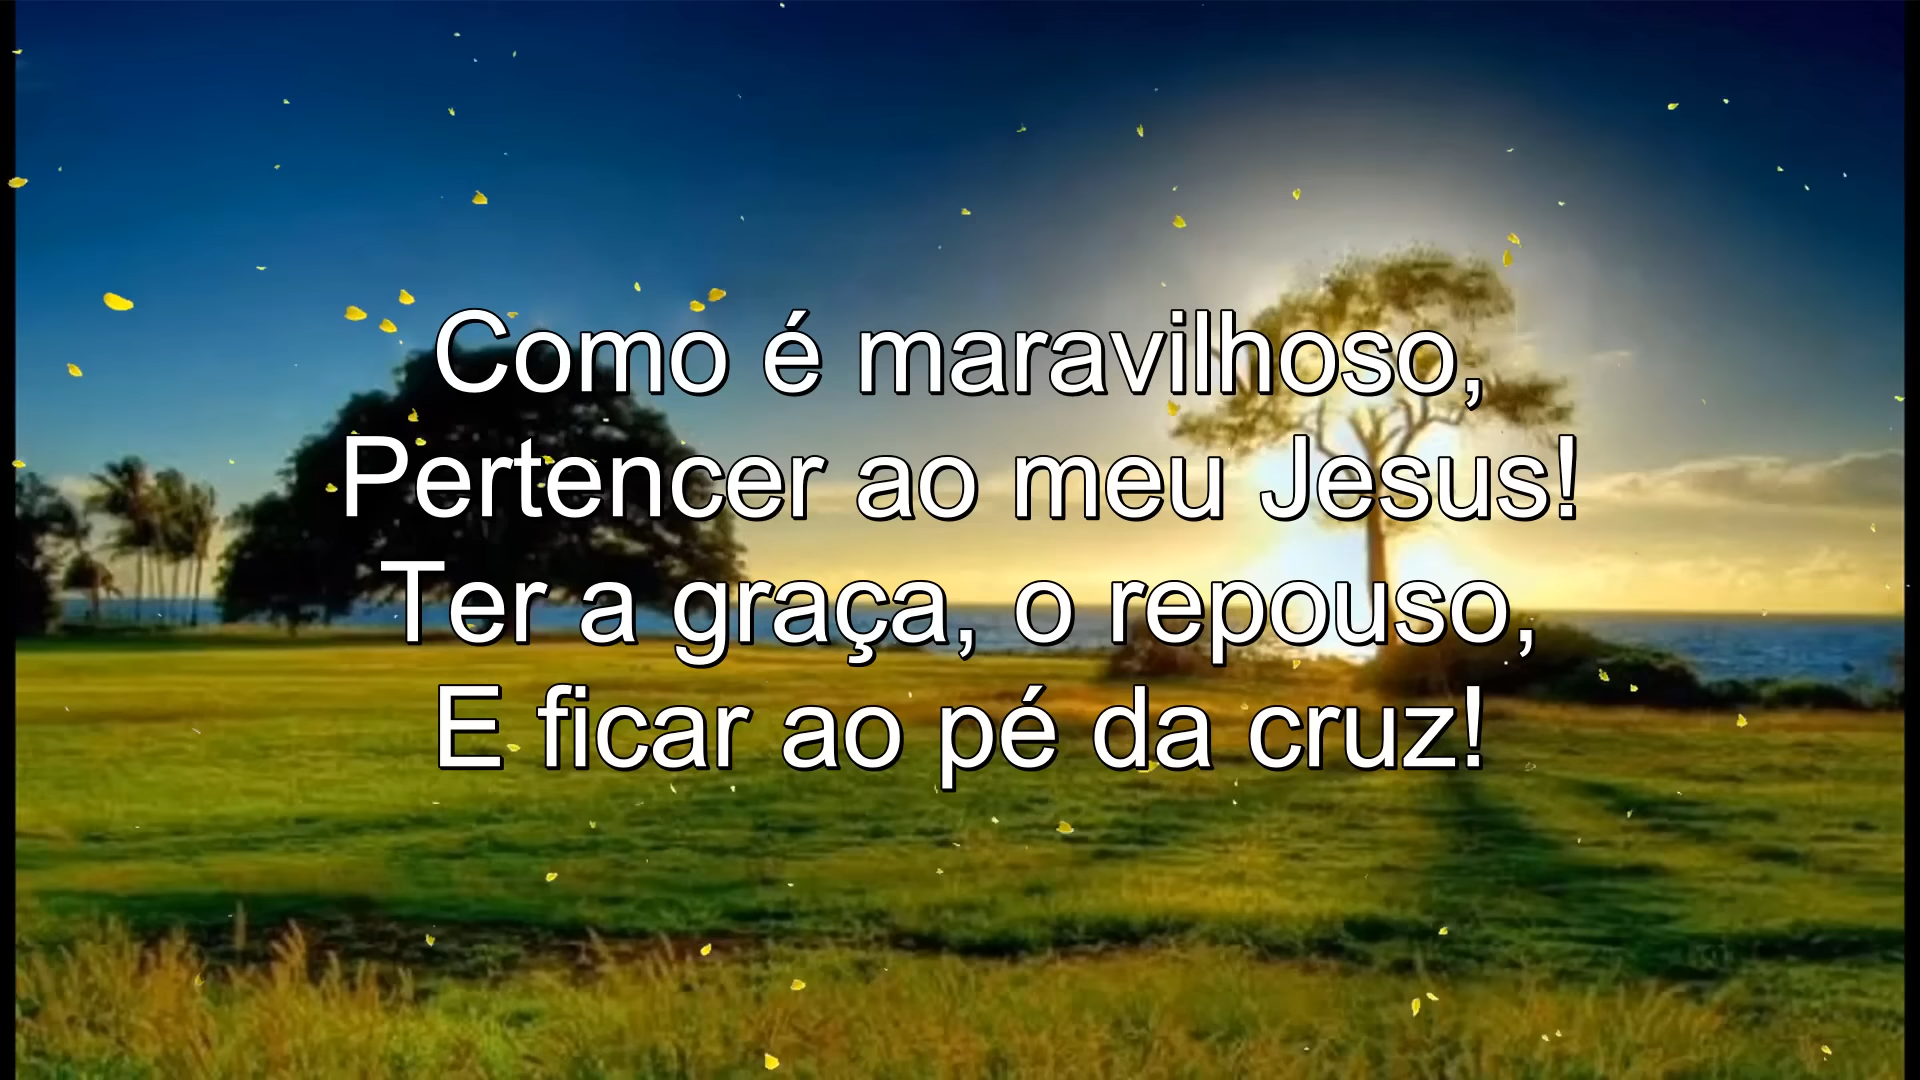 Como é maravilhoso,
Pertencer ao meu Jesus!
Ter a graça, o repouso,
E ficar ao pé da cruz!